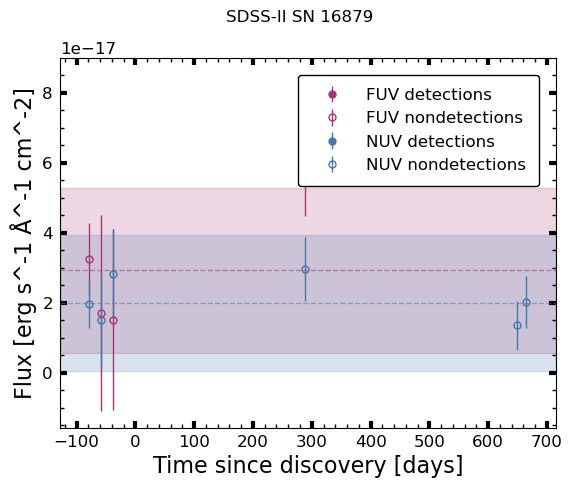 SDSS-II SN 16879
1e−17
FUV detections
FUV nondetections
NUV detections
NUV nondetections
8
6
4
2
0
Flux [erg s^-1 Å^-1 cm^-2]
−100 0 100 200 300 400 500 600 700
Time since discovery [days]